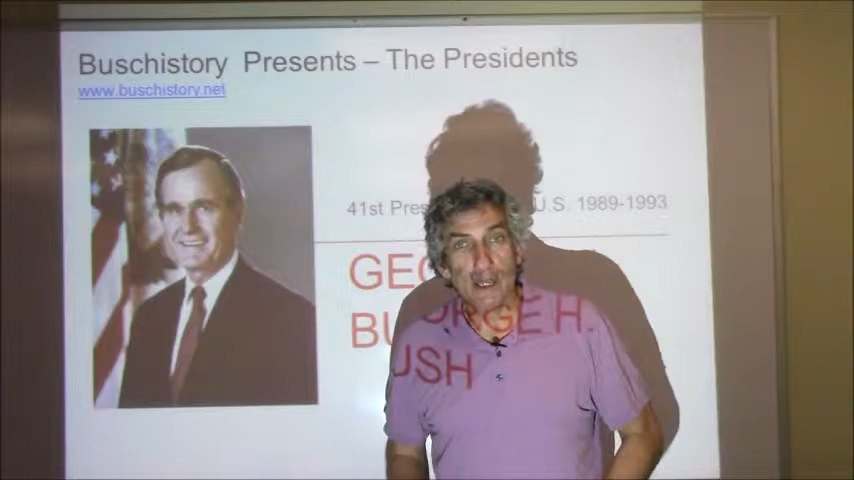 Buschistory Presents – The Presidents
www.buschistory.net
41st Pres U.S. 1989-1993
GEORGE H.
BUSH